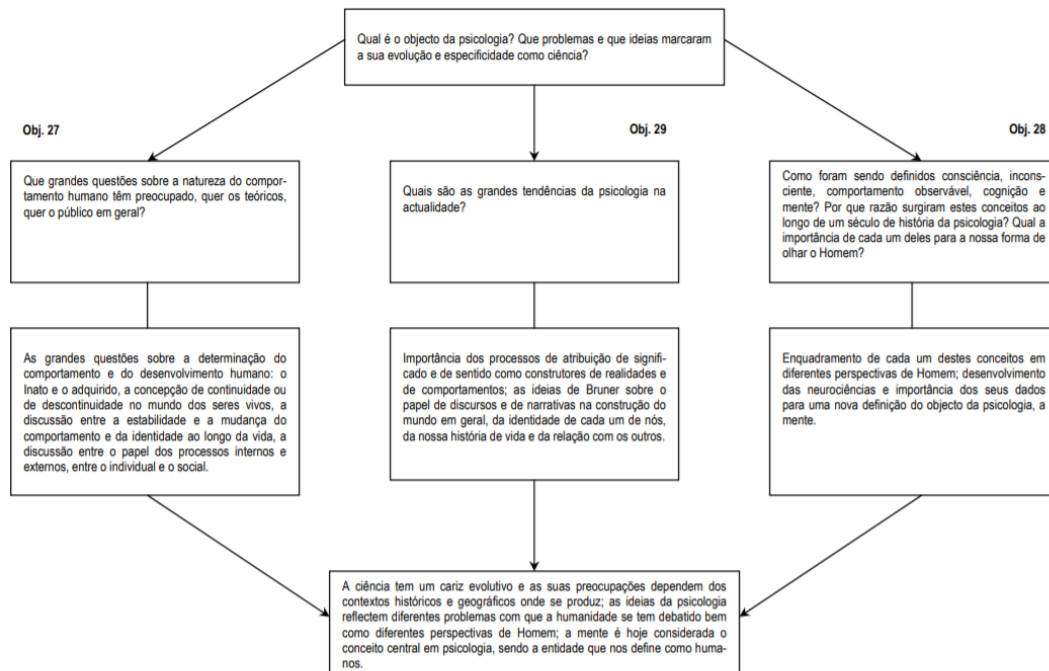 Qual é o objecto da psicologia? Que problemas e que ideias marcaram
a sua evolução e especificidade como ciência?
Obj. 27
Obj. 29
Obj. 28
Que grandes questões sobre a natureza do compor-
tamento humano têm preocupado, quer os teóricos,
quer o público em geral?
Quais são as grandes tendências da psicologia na
actualidade?
Como foram sendo definidos consciência, incons-
ciente, comportamento observável, cognição e
mente? Por que razão surgiram estes conceitos ao
longo de um século de história da psicologia? Qual a
importância de cada um deles para a nossa forma de
olhar o Homem?
As grandes questões sobre a determinação do
comportamento e do desenvolvimento humano: o
Inato e o adquirido, a concepção de continuidade ou
de descontinuidade no mundo dos seres vivos, a
discussão entre a estabilidade e a mudança do
comportamento e da identidade ao longo da vida, a
discussão entre o papel dos processos internos e
externos, entre o individual e o social.
Importância dos processos de atribuição de signifi-
cado e de sentido como construtores de realidades e
de comportamentos; as ideias de Bruner sobre o
papel de discursos e de narrativas na construção do
mundo em geral, da identidade de cada um de nós,
da nossa história de vida e da relação com os outros.
Enquadramento de cada um destes conceitos em
diferentes perspectivas de Homem; desenvolvimento
das neurociências e importância dos seus dados
para uma nova definição do objecto da psicologia, a
mente.
A ciência tem um cariz evolutivo e as suas preocupações dependem dos
contextos históricos e geográficos onde se produz; as ideias da psicologia
reflectem diferentes problemas com que a humanidade se tem debatido bem
como diferentes perspectivas de Homem; a mente é hoje considerada o
conceito central em psicologia, sendo a entidade que nos define como huma-
nos.